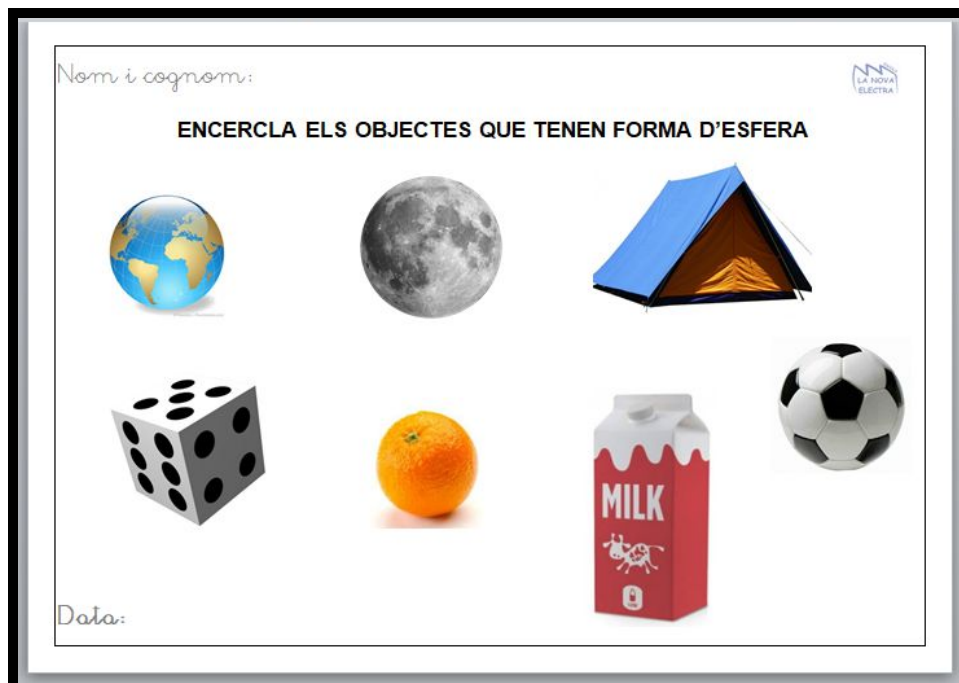 Nom i cognom:
LA NOVA
ELECTRA
ENCERCLA ELS OBJECTES QUE TENEN FORMA D'ESFERA
MILK
Data: